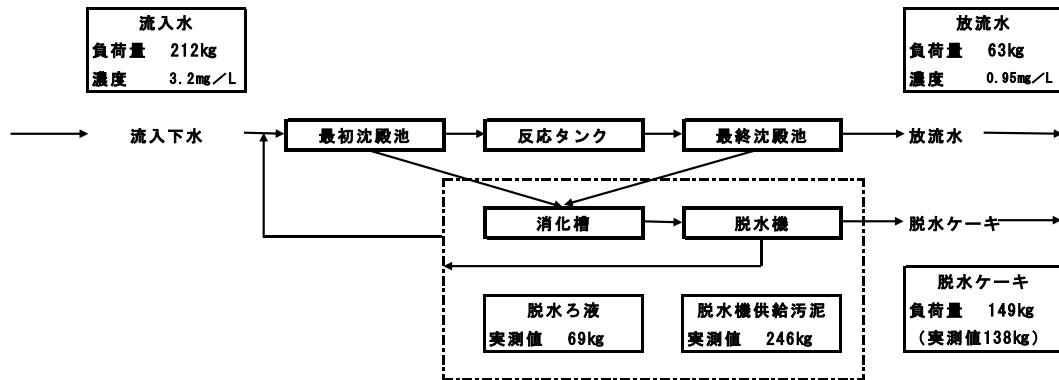 流入水
負荷量 212kg
濃度 3.2mg/L
放流水
負荷量 63kg
濃度 0.95mg/L
流入下水
最初沈殿池
反応タンク
最終沈殿池
放流水
消化槽
脱水機
脱水ケーキ
脱水ろ液
実測値 69kg
脱水機供給汚泥
実測値 246kg
脱水ケーキ
負荷量 149kg
(実測値138kg)